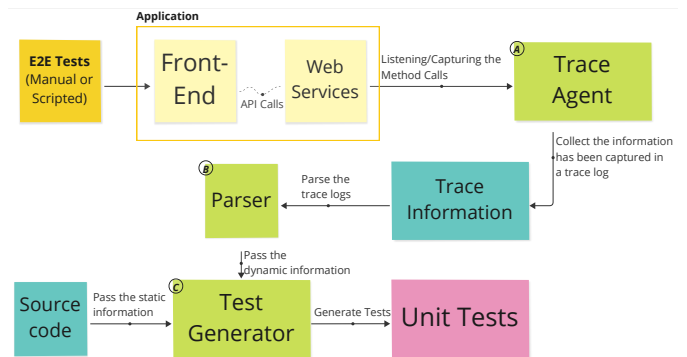 Application
E2E Tests
(Manual or
Scripted)
Front-
End
API Calls
Web
Services
Listening/Capturing the
Method Calls
A
Trace
Agent
Collect the information
has been captured in
a trace log
Trace
Information
Parse the
trace logs
B
Parser
Pass the
dynamic information
Source
code
Pass the static
information
C
Test
Generator
Generate Tests
Unit Tests